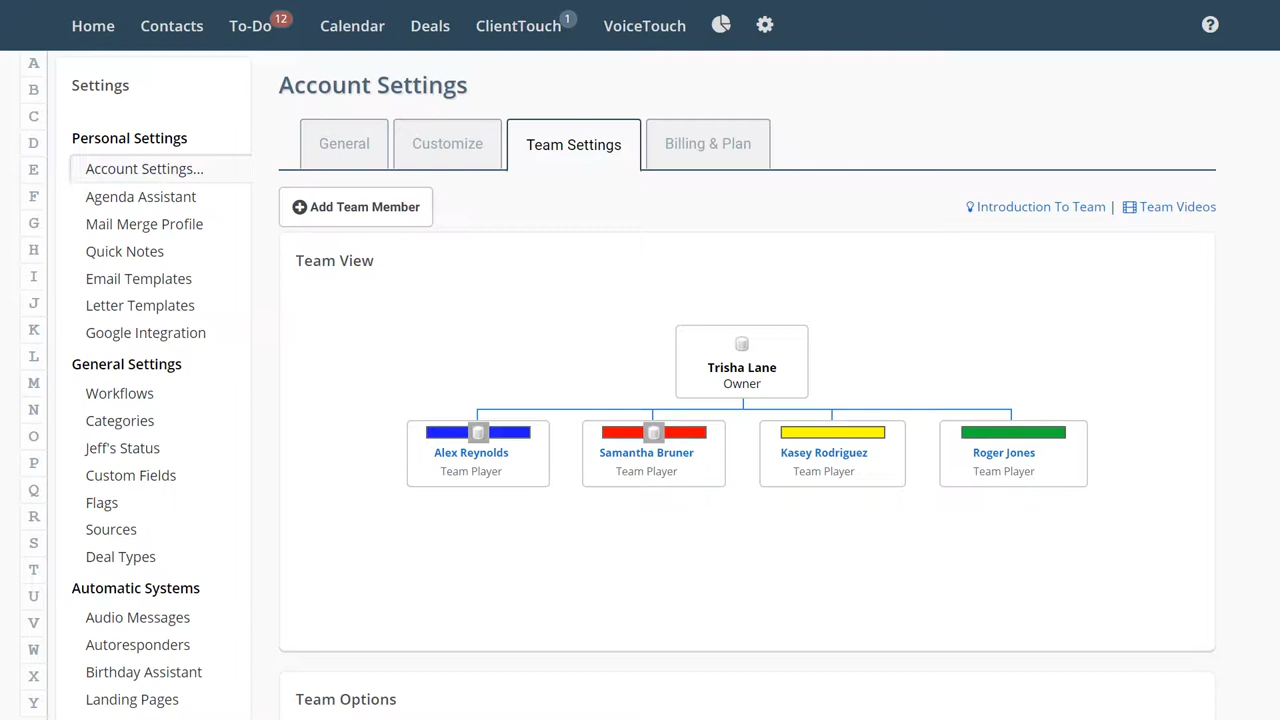 Home Contacts To-Do 12 Calendar Deals ClientTouch 1 VoiceTouch
A
B
C
D
E
F
G
H
I
J
K
L
M
N
O
P
Q
R
S
T
U
V
W
X
Y
Settings
Personal Settings
Account Settings...
Agenda Assistant
Mail Merge Profile
Quick Notes
Email Templates
Letter Templates
Google Integration
General Settings
Workflows
Categories
Jeff's Status
Custom Fields
Flags
Sources
Deal Types
Automatic Systems
Audio Messages
Autoresponders
Birthday Assistant
Landing Pages
Account Settings
General Customize Team Settings Billing & Plan
Add Team Member
Introduction To Team | Team Videos
Team View
Trisha Lane
Owner
Alex Reynolds Samantha Bruner Kasey Rodriguez Roger Jones
Team Player Team Player Team Player Team Player
Team Options